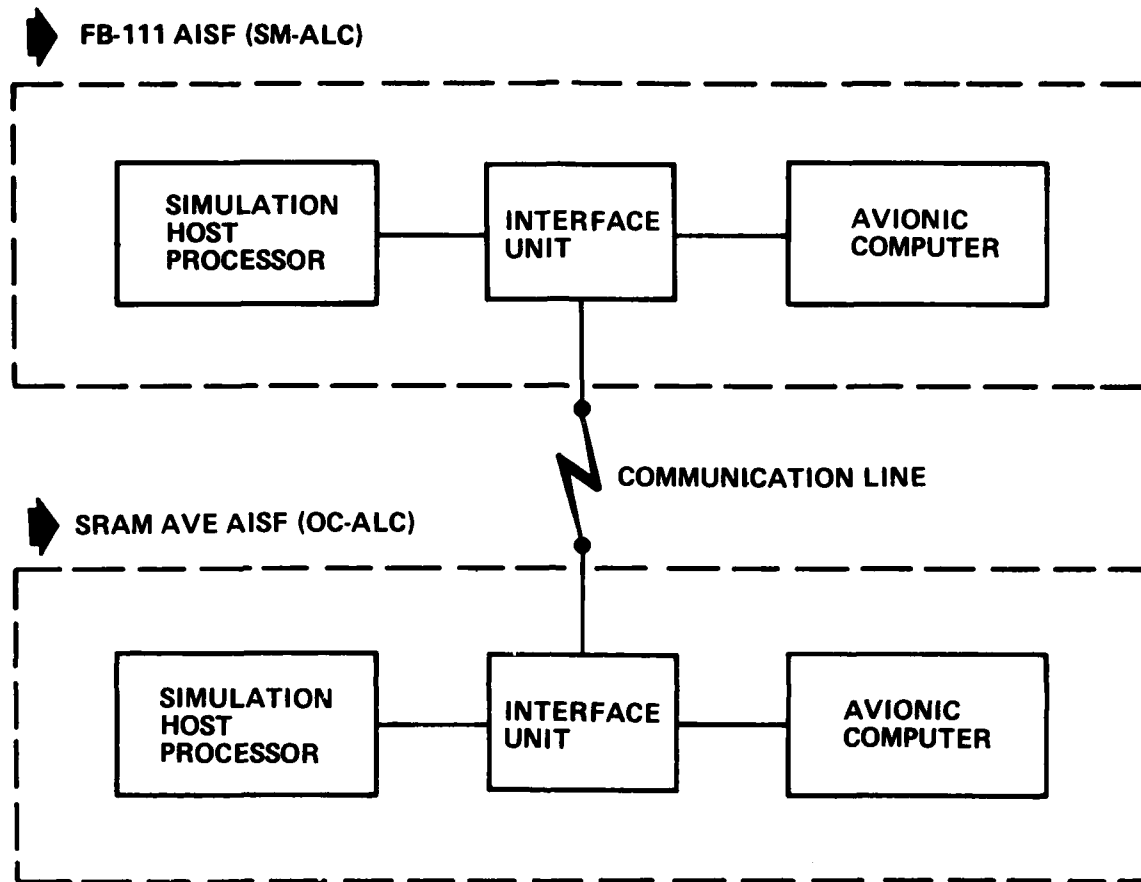 FB-111 AISF (SM-ALC)
SIMULATION
HOST
PROCESSOR
INTERFACE
UNIT
AVIONIC
COMPUTER
COMMUNICATION LINE
SRAM AVE AISF (OC-ALC)
SIMULATION
HOST
PROCESSOR
INTERFACE
UNIT
AVIONIC
COMPUTER